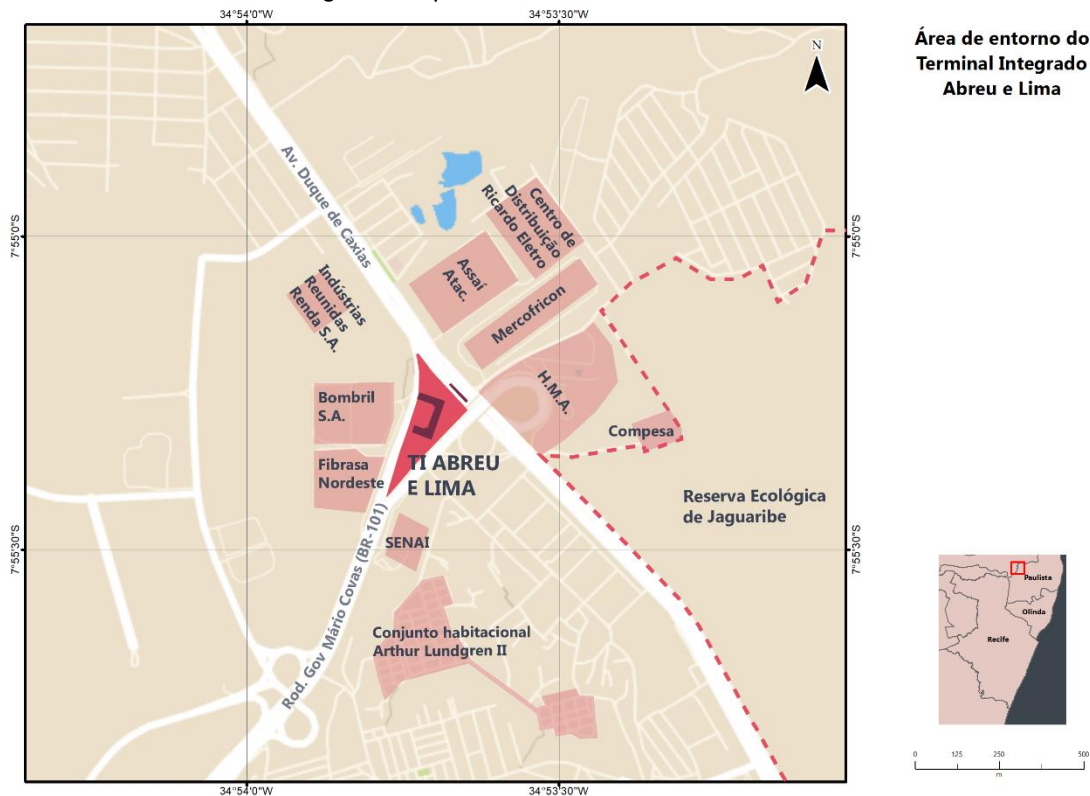 34°54'0"W
34°53'30"W
Área de entorno do
Terminal Integrado
Abreu e Lima
N
Av. Duque de Caxias
Centro de
Distribuição
Ricardo Eletro
7°55'0"S
7°55'0"S
Assaí
Atac.
Indústrias
Reunidas
Renda S.A.
Mercofricon
H.M.A.
Bombril
S.A.
Compesa
Fibrasa
Nordeste
TI ABREU
E LIMA
Reserva Ecológica
de Jaguaribe
SENAI
7°55'30"S
7°55'30"S
Rod. Gov Mário Covas (BR-101)
Conjunto habitacional
Arthur Lundgren II
Paulista
Olinda
Recife
0 125 250 500
m
34°54'0"W
34°53'30"W